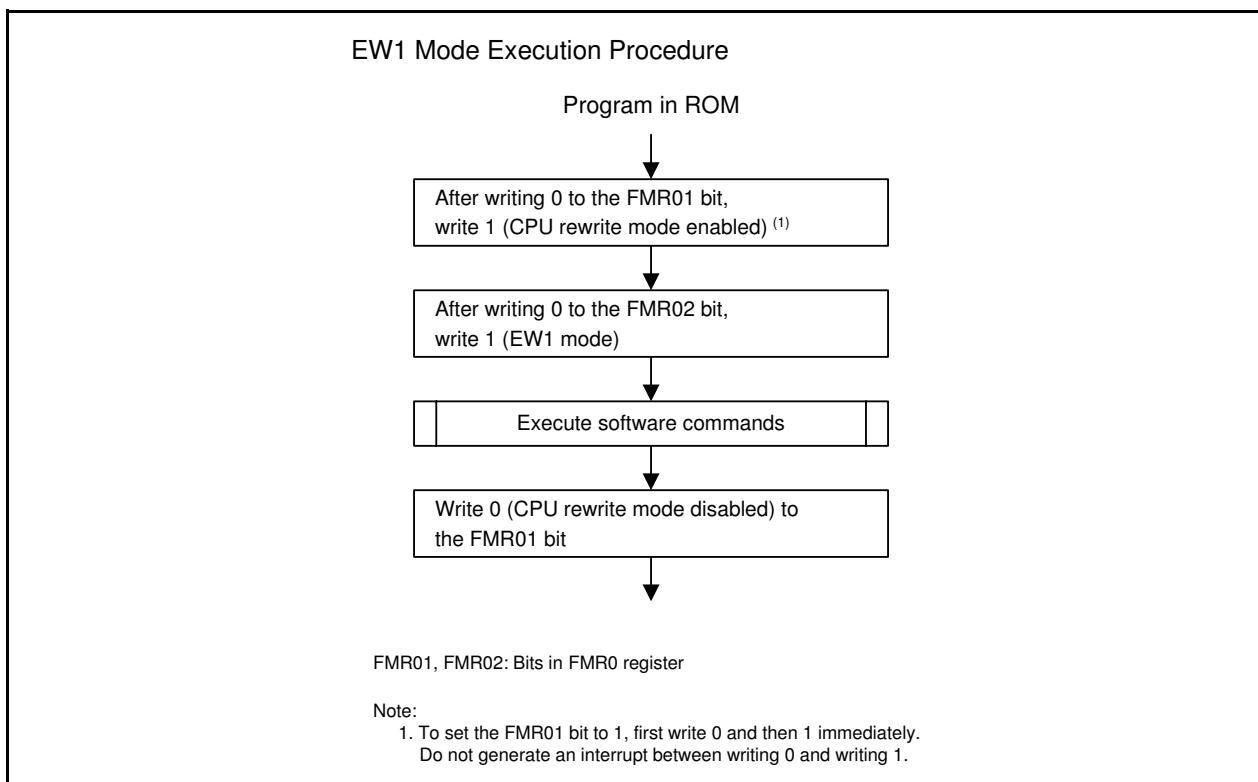 EW1 Mode Execution Procedure
Program in ROM
After writing 0 to the FMR01 bit,
write 1 (CPU rewrite mode enabled) (1)
After writing 0 to the FMR02 bit,
write 1 (EW1 mode)
Execute software commands
Write 0 (CPU rewrite mode disabled) to
the FMR01 bit
FMR01, FMR02: Bits in FMR0 register
Note:
1. To set the FMR01 bit to 1, first write 0 and then 1 immediately.
Do not generate an interrupt between writing 0 and writing 1.